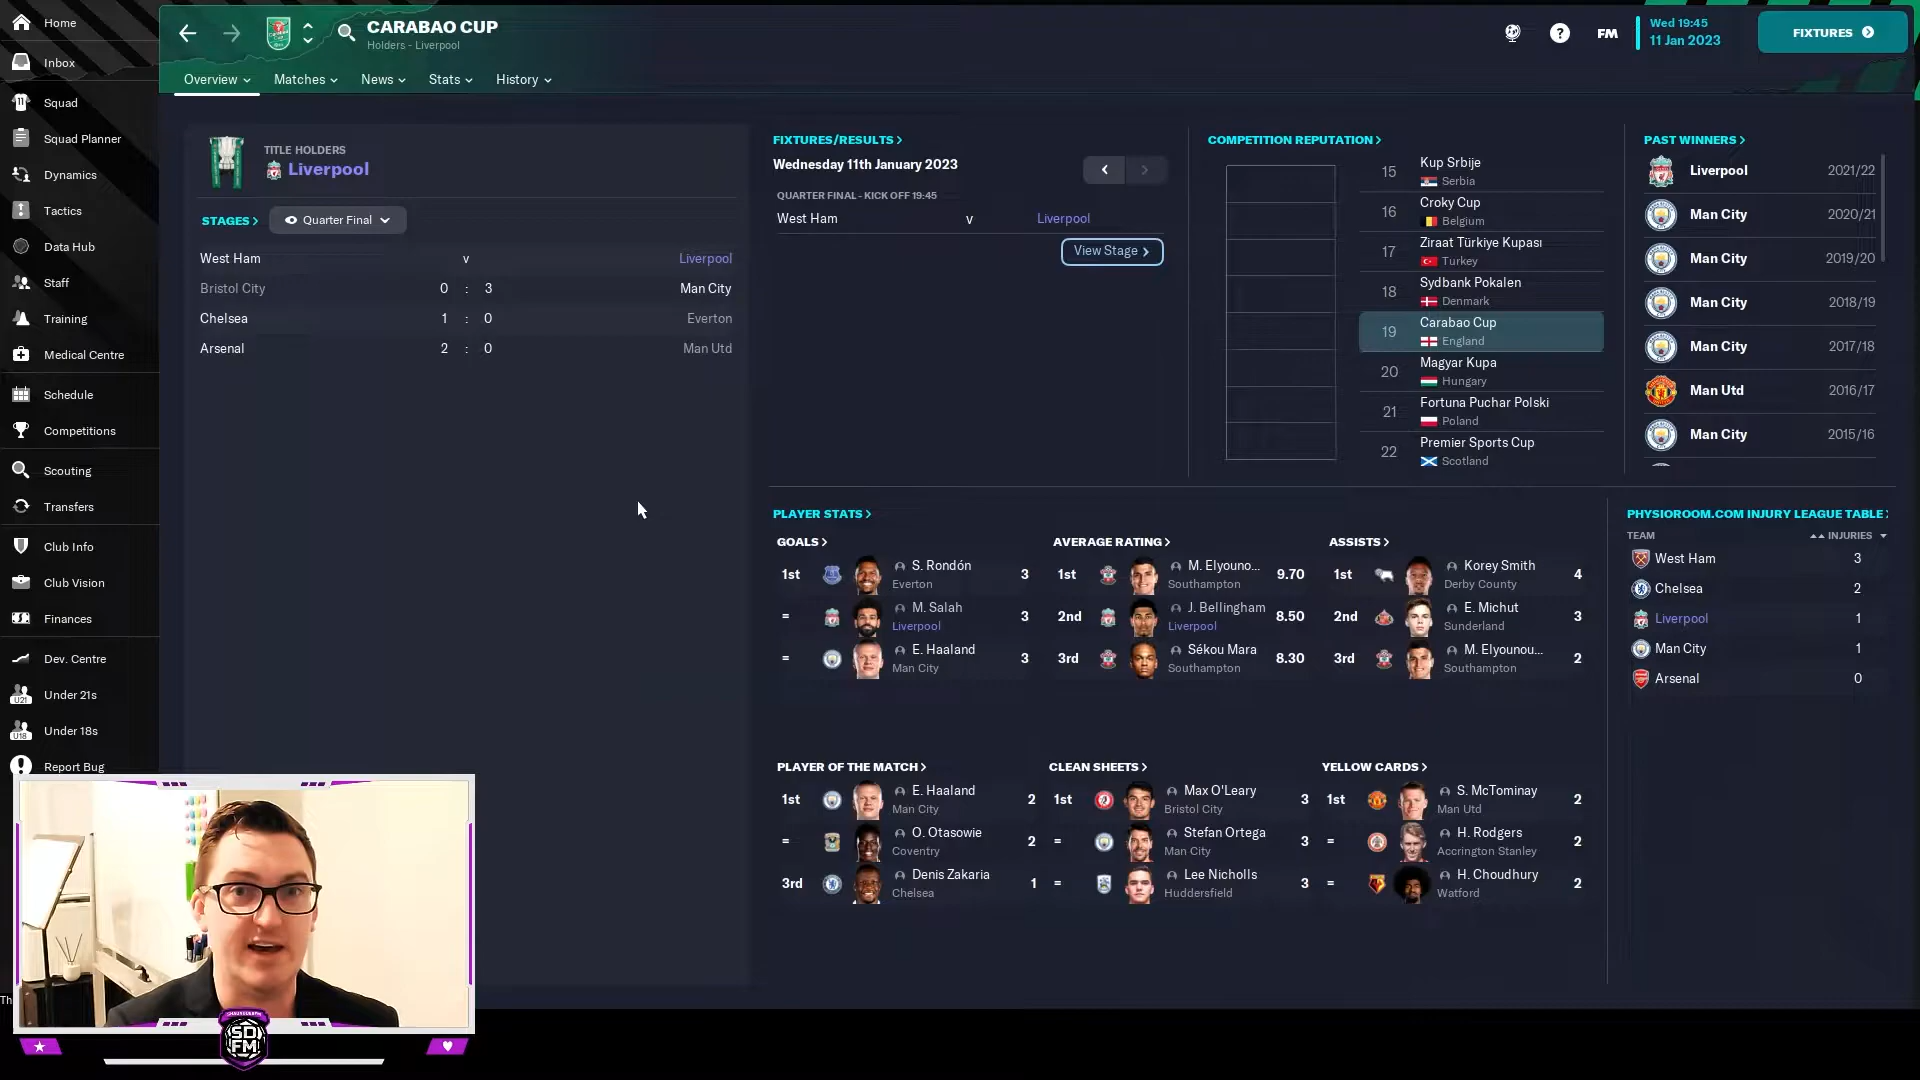 Home
Inbox
Squad
Squad Planner
Dynamics
Tactics
Data Hub
Staff
Training
Medical Centre
Schedule
Competitions
Scouting
Transfers
Club Info
Club Vision
Finances
Dev. Centre
U21 Under 21s
U18 Under 18s
Report Bug
Th
CARABAO CUP
Holders - Liverpool
FM
Wed 19:45
11 Jan 2023
FIXTURES
Overview Matches News Stats History
TITLE HOLDERS
Liverpool
STAGES Quarter Final
West Ham v Liverpool
Bristol City 0 : 3 Man City
Chelsea 1 : 0 Everton
Arsenal 2 : 0 Man Utd
FIXTURES/RESULTS
Wednesday 11th January 2023
QUARTER FINAL - KICK OFF 19:45
West Ham v Liverpool
View Stage
COMPETITION REPUTATION
15 Kup Srbije
Serbia
16 Croky Cup
Belgium
17 Ziraat Türkiye Kupası
Turkey
18 Sydbank Pokalen
Denmark
19 Carabao Cup
England
20 Magyar Kupa
Hungary
21 Fortuna Puchar Polski
Poland
22 Premier Sports Cup
Scotland
PAST WINNERS
Liverpool 2021/22
Man City 2020/21
Man City 2019/20
Man City 2018/19
Man City 2017/18
Man Utd 2016/17
Man City 2015/16
PLAYER STATS
GOALS
1st S. Rondón 3
Everton
= M. Salah 3
Liverpool
= E. Haaland 3
Man City
AVERAGE RATING
1st M. Elyouno... 9.70
Southampton
2nd J. Bellingham 8.50
Liverpool
3rd Sékou Mara 8.30
Southampton
ASSISTS
1st Korey Smith 4
Derby County
2nd E. Michut 3
Sunderland
3rd M. Elyounou... 2
Southampton
PHYSIOROOM.COM INJURY LEAGUE TABLE
TEAM INJURIES
West Ham 3
Chelsea 2
Liverpool 1
Man City 1
Arsenal 0
PLAYER OF THE MATCH
1st E. Haaland 2
Man City
= O. Otasowie 2
Coventry
3rd Denis Zakaria 1
Chelsea
CLEAN SHEETS
1st Max O'Leary 3
Bristol City
= Stefan Ortega 3
Man City
= Lee Nicholls 3
Huddersfield
YELLOW CARDS
1st S. McTominay 2
Man Utd
= H. Rodgers 2
Accrington Stanley
= H. Choudhury 2
Watford
SD
FM